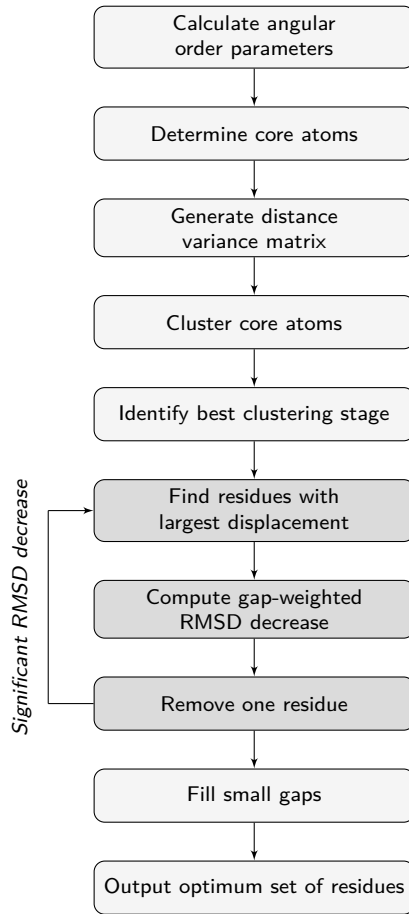 Calculate angular
order parameters
Determine core atoms
Generate distance
variance matrix
Cluster core atoms
Identify best clustering stage
Find residues with
largest displacement
Compute gap-weighted
RMSD decrease
Remove one residue
Significant RMSD decrease
Fill small gaps
Output optimum set of residues